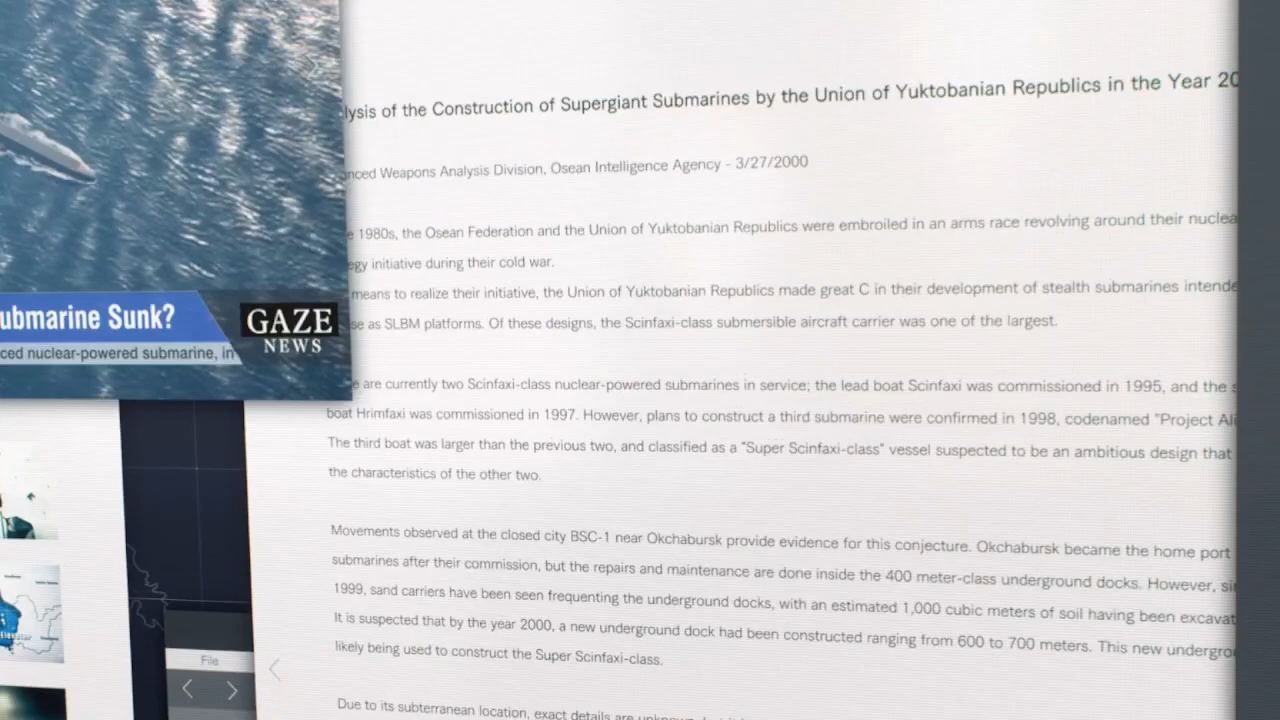 lysis of the Construction of Supergiant Submarines by the Union of Yuktobanian Republics in the Year 20
nced Weapons Analysis Division, Osean Intelligence Agency - 3/27/2000
e 1980s, the Osean Federation and the Union of Yuktobanian Republics were embroiled in an arms race revolving around their nuclea
egy initiative during their cold war.
means to realize their initiative, the Union of Yuktobanian Republics made great C in their development of stealth submarines intende
se as SLBM platforms. Of these designs, the Scinfaxi-class submersible aircraft carrier was one of the largest.
ubmarine Sunk?
GAZE
NEWS
ced nuclear-powered submarine, in
e are currently two Scinfaxi-class nuclear-powered submarines in service; the lead boat Scinfaxi was commissioned in 1995, and the s
boat Hrimfaxi was commissioned in 1997. However, plans to construct a third submarine were confirmed in 1998, codenamed "Project Ali
The third boat was larger than the previous two, and classified as a "Super Scinfaxi-class" vessel suspected to be an ambitious design that
the characteristics of the other two.
Movements observed at the closed city BSC-1 near Okchabursk provide evidence for this conjecture. Okchabursk became the home port
submarines after their commission, but the repairs and maintenance are done inside the 400 meter-class underground docks. However, si
1999, sand carriers have been seen frequenting the underground docks, with an estimated 1,000 cubic meters of soil having been excavat
It is suspected that by the year 2000, a new underground dock had been constructed ranging from 600 to 700 meters. This new undergro
likely being used to construct the Super Scinfaxi-class.
File
Due to its subterranean location, exact details are